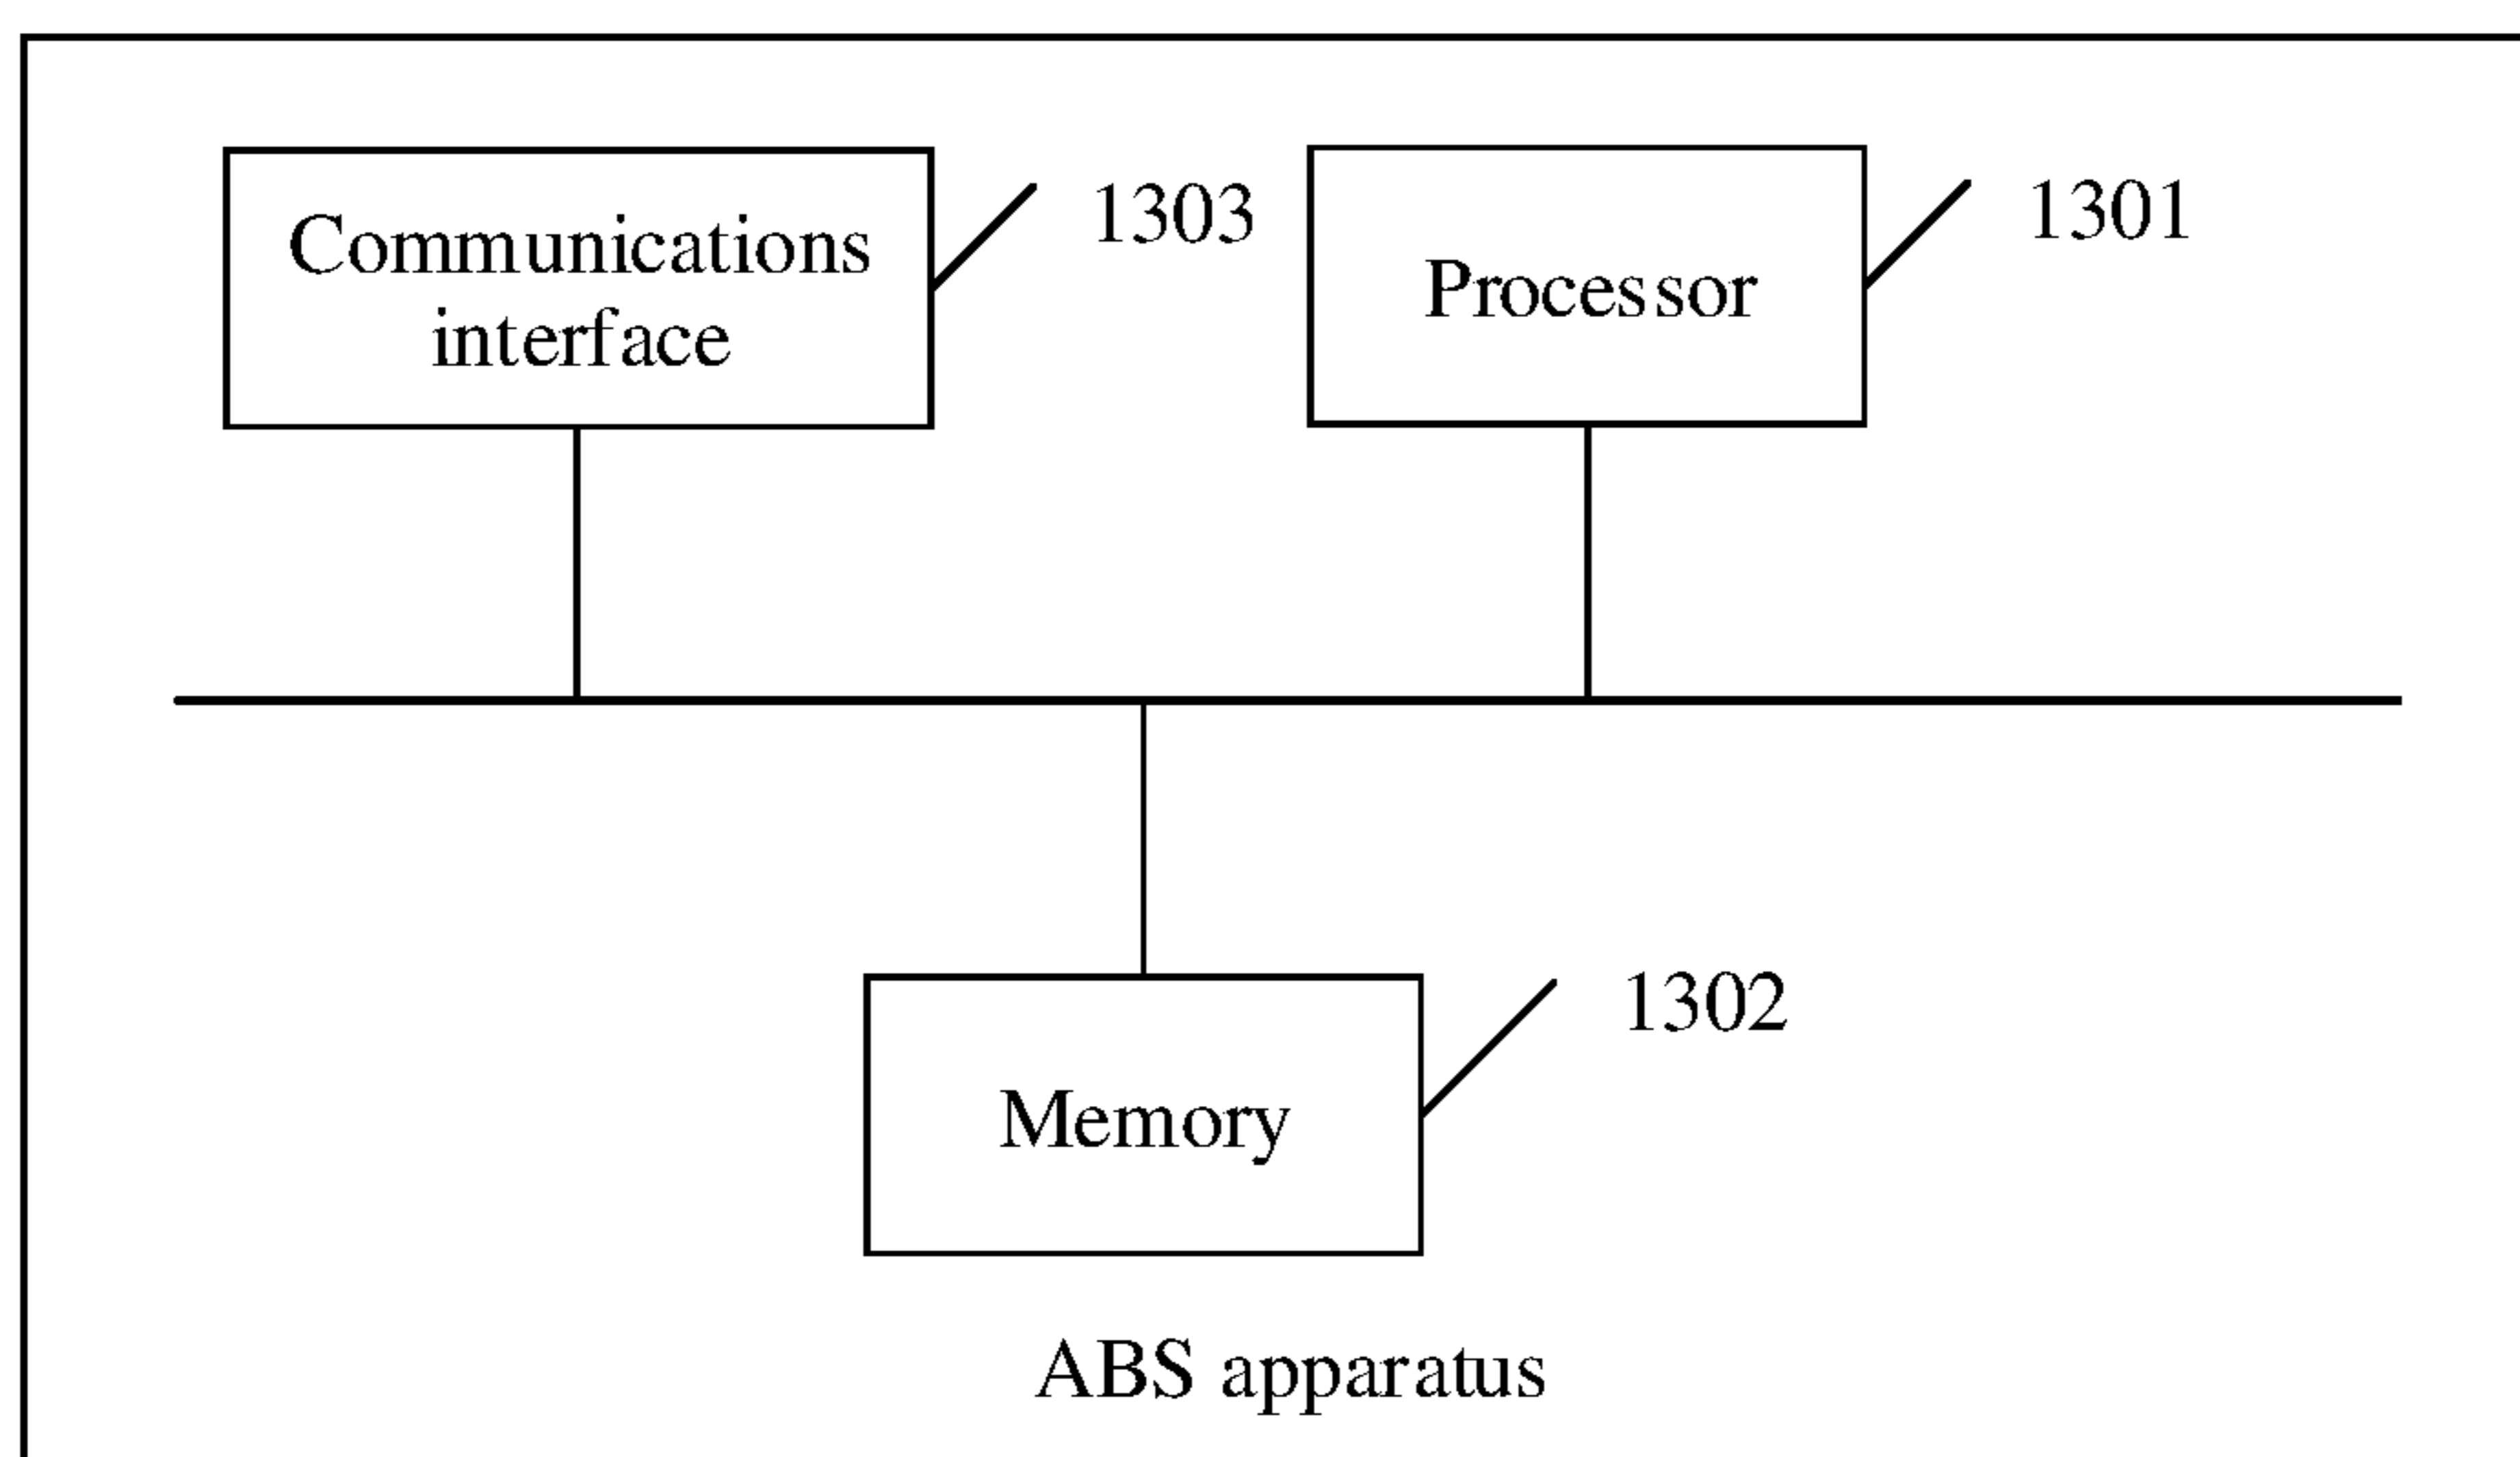 Communications
interface
1303
Processor
1301
Memory
1302
ABS apparatus